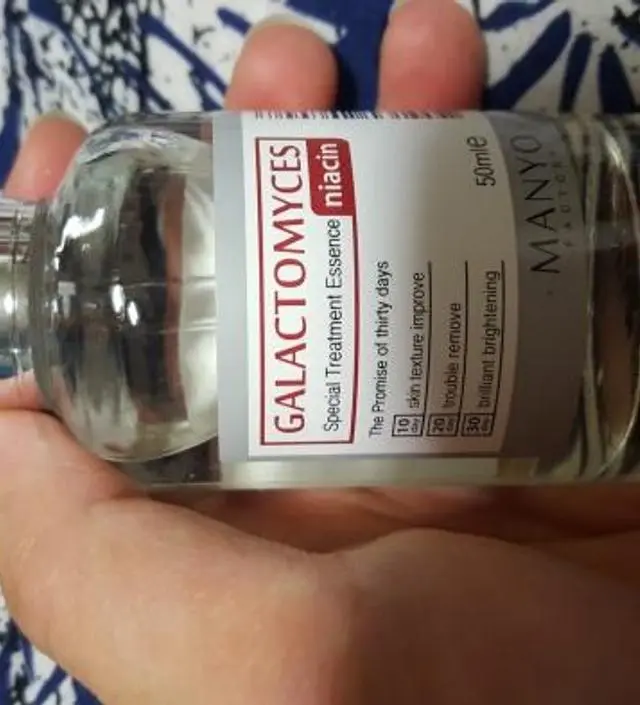 GALACTOMYCES
niacin
Special Treatment Essence
The Promise of thirty days
10 day skin texture improve
20 day trouble remove
30 day brilliant brightening
50ml e
MANYO
FACTORY